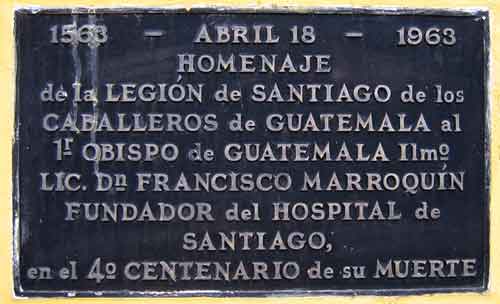 1563 - ABRIL 18 - 1963
HOMENAJE
de la LEGIÓN de SANTIAGO de los
CABALLEROS de GUATEMALA al
1r OBISPO de GUATEMALA Ilmo
LIC. Dn FRANCISCO MARROQUÍN
FUNDADOR del HOSPITAL de
SANTIAGO,
en el 4º CENTENARIO de su MUERTE